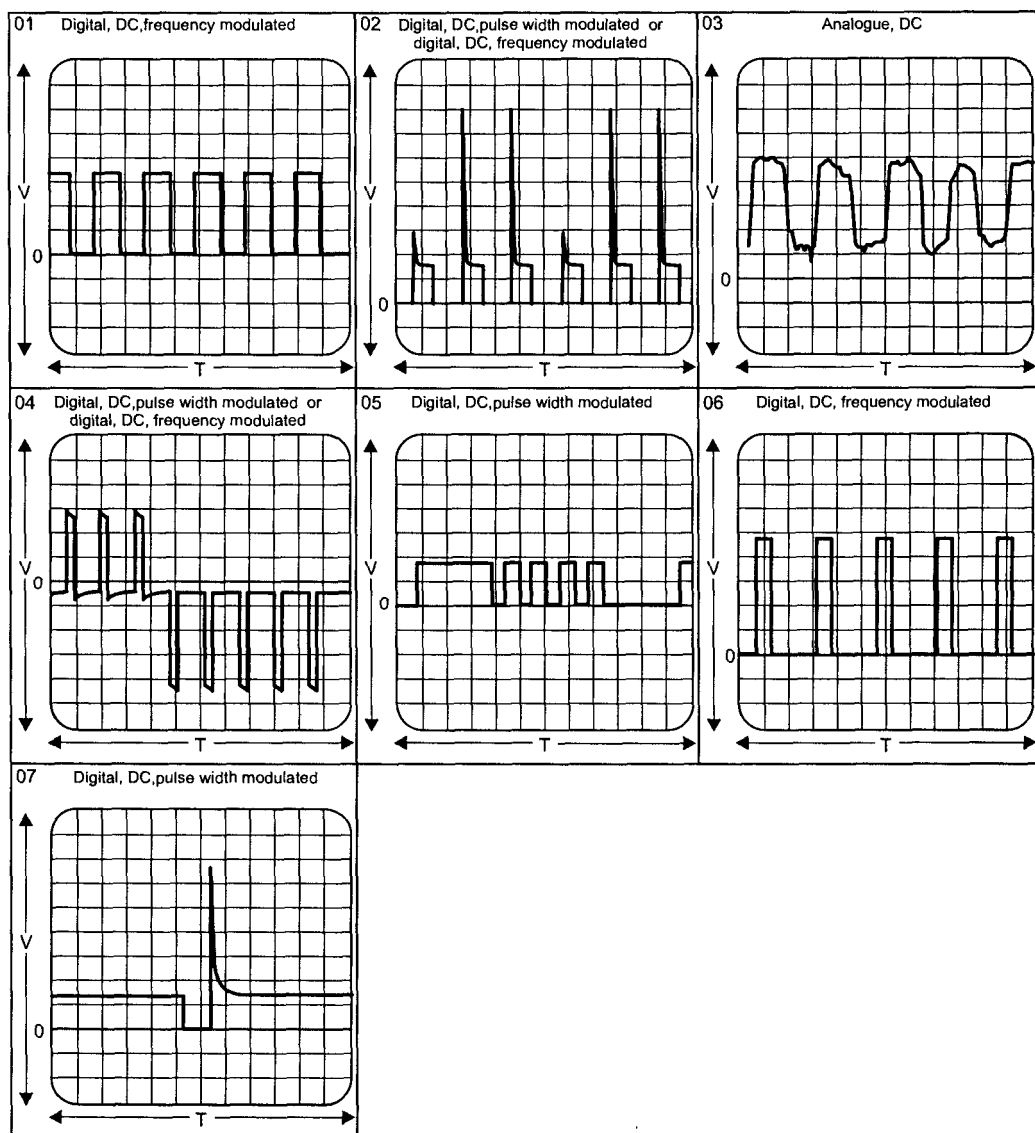 01 Digital, DC,frequency modulated
V
0
T
02 Digital, DC,pulse width modulated or
digital, DC, frequency modulated
V
0
T
03 Analogue, DC
V
0
T
04 Digital, DC,pulse width modulated or
digital, DC, frequency modulated
V
0
T
05 Digital, DC,pulse width modulated
V
0
T
06 Digital, DC, frequency modulated
V
0
T
07 Digital, DC,pulse width modulated
V
0
T